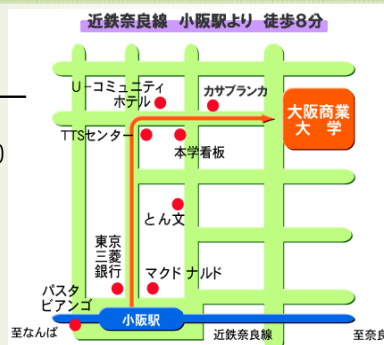 近鉄奈良線 小阪駅より 徒歩8分
U-コミュニティ
ホテル
カサブランカ
大阪商業
大 学
TTSセンター
本学看板
とん文
東京
三菱
銀行
マクドナルド
パスタ
ビアンゴ
小阪駅
至なんば
近鉄奈良線
至奈良